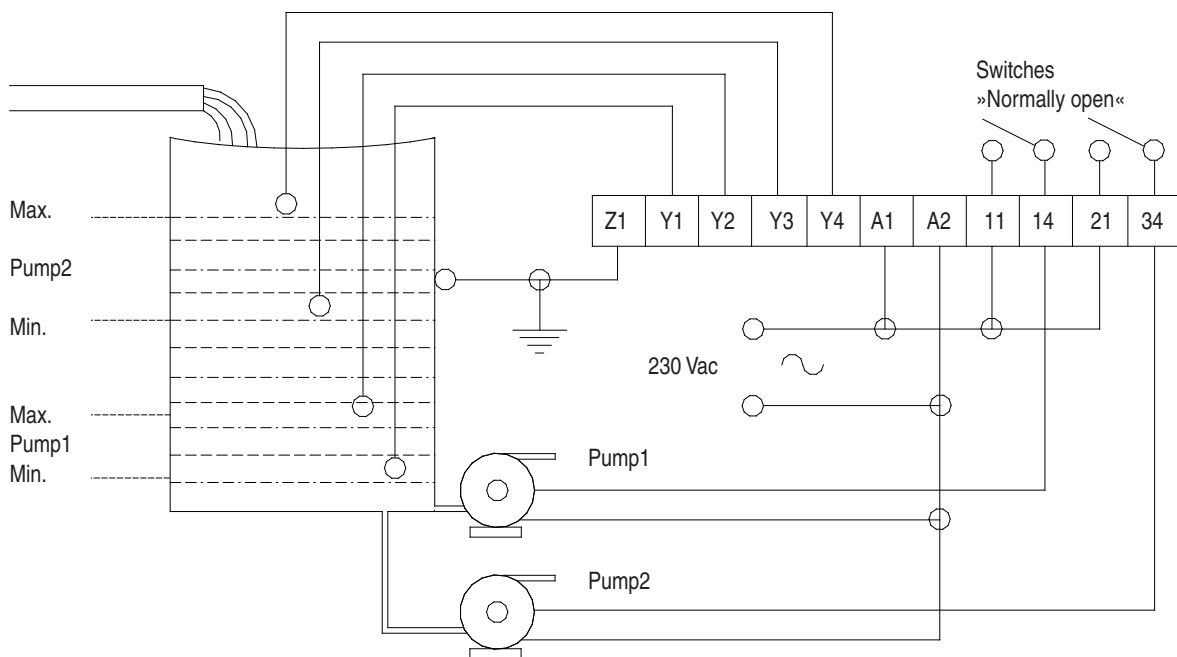 Switches
»Normally open«
Max.
Pump2
Min.
Max.
Pump1
Min.
Z1 Y1 Y2 Y3 Y4 A1 A2 11 14 21 34
230 Vac
Pump1
Pump2